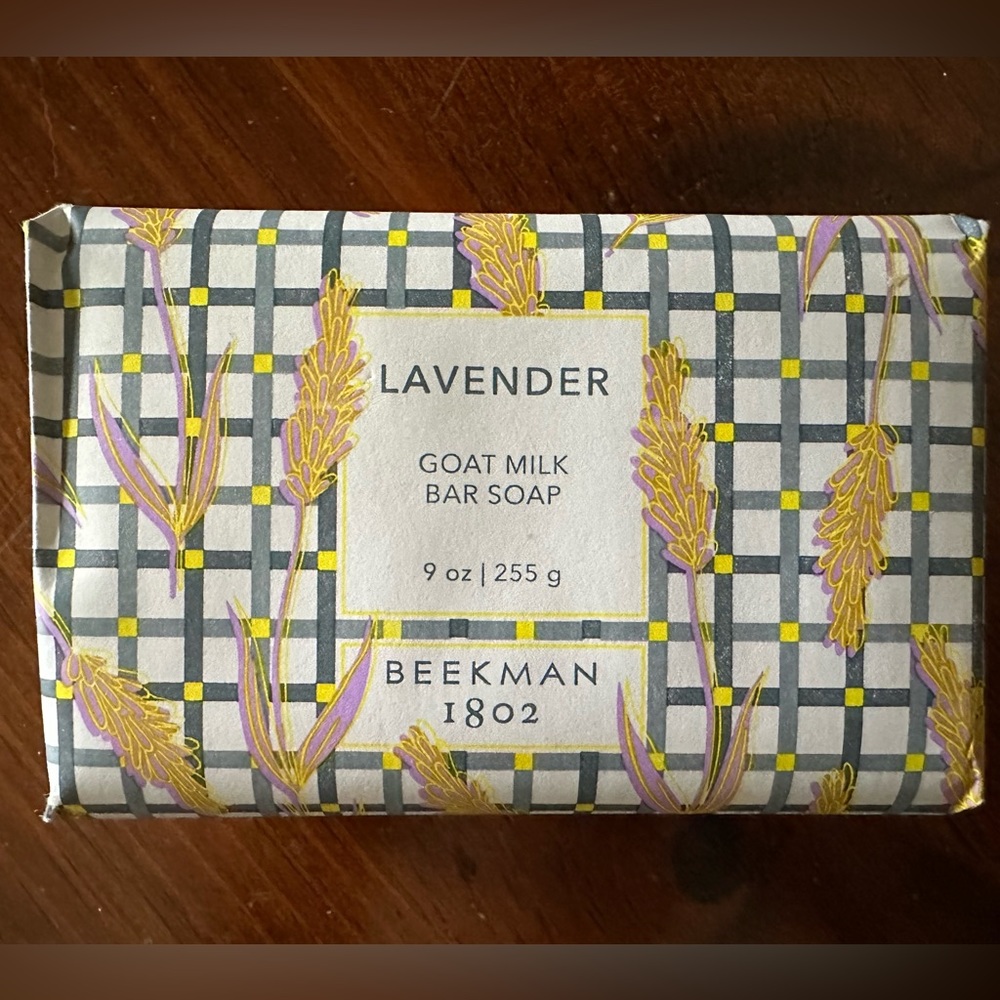 LAVENDER
GOAT MILK
BAR SOAP
9 oz | 255 g
BEEKMAN
1802